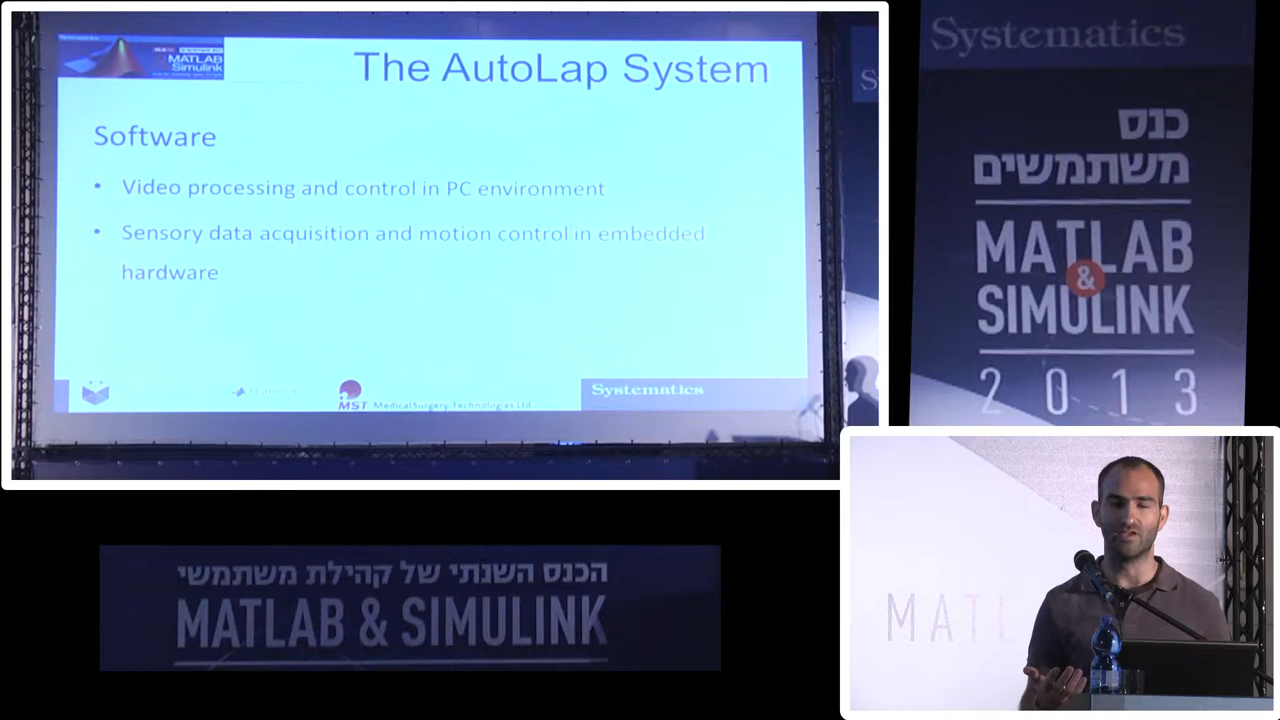 MATLAB
Simulink
The AutoLap System
Software
• Video processing and control in PC environment
• Sensory data acquisition and motion control in embedded
hardware
MST MedicalSurgery Technologies Ltd
Systematics
S
Systematics
כנס
משתמשים
MATLAB
&
SIMULINK
2013
הכנס השנתי של קהילת משתמשי
MATLAB & SIMULINK
MATL